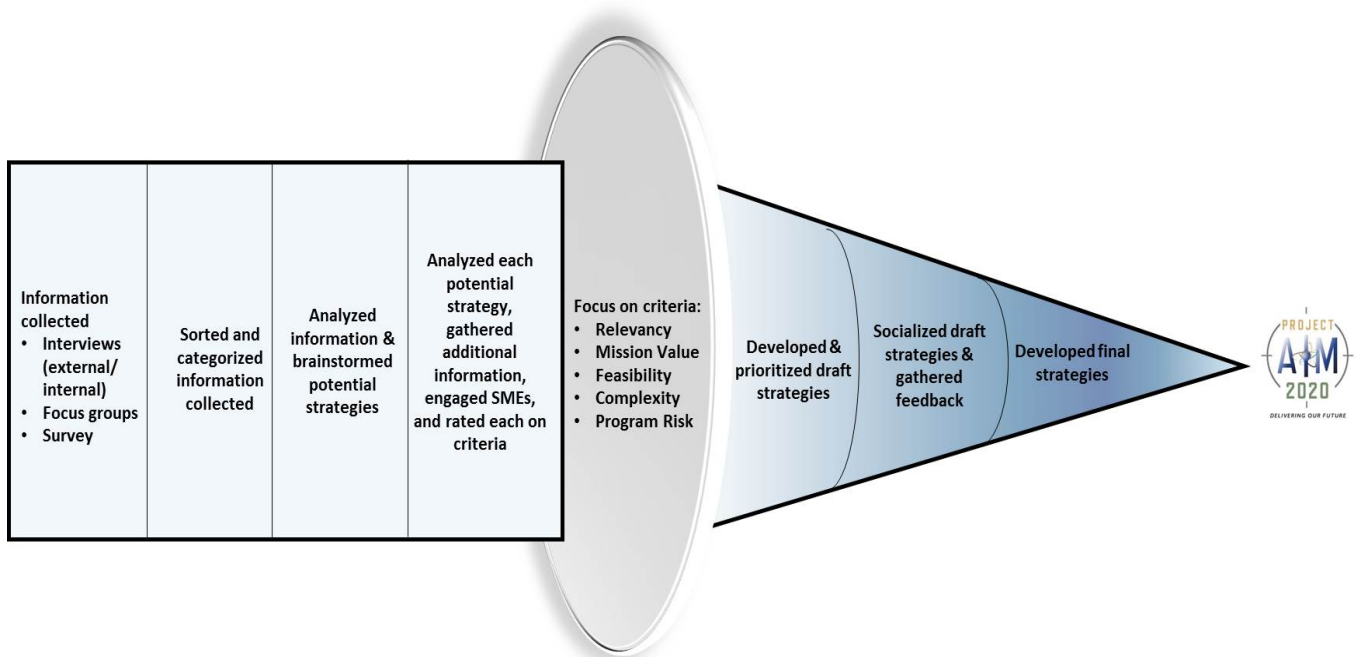 Information
collected
• Interviews
(external/
internal)
• Focus groups
• Survey
Sorted and
categorized
information
collected
Analyzed
information &
brainstormed
potential
strategies
Analyzed each
potential
strategy,
gathered
additional
information,
engaged SMEs,
and rated each on
criteria
Focus on criteria:
• Relevancy
• Mission Value
• Feasibility
• Complexity
• Program Risk
Developed &
prioritized draft
strategies
Socialized draft
strategies &
gathered
feedback
Developed final
strategies
PROJECT
AIM
2020
DELIVERING OUR FUTURE